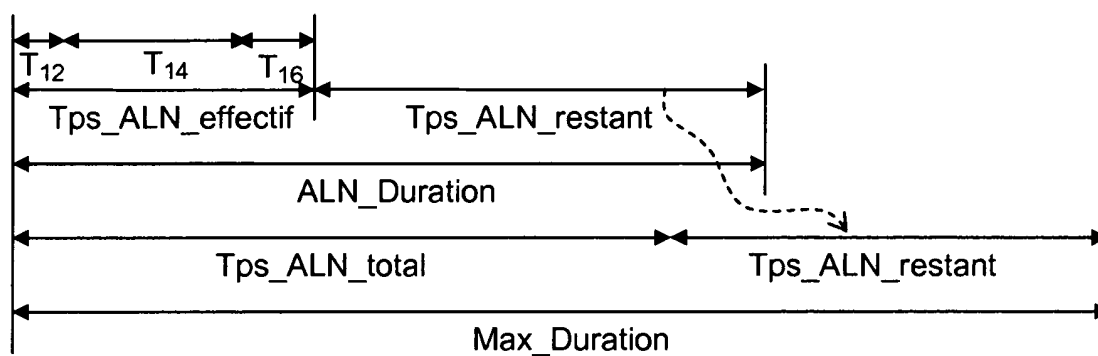 T12 T14 T16
Tps_ALN_effectif Tps_ALN_restant
ALN_Duration
Tps_ALN_total Tps_ALN_restant
Max_Duration